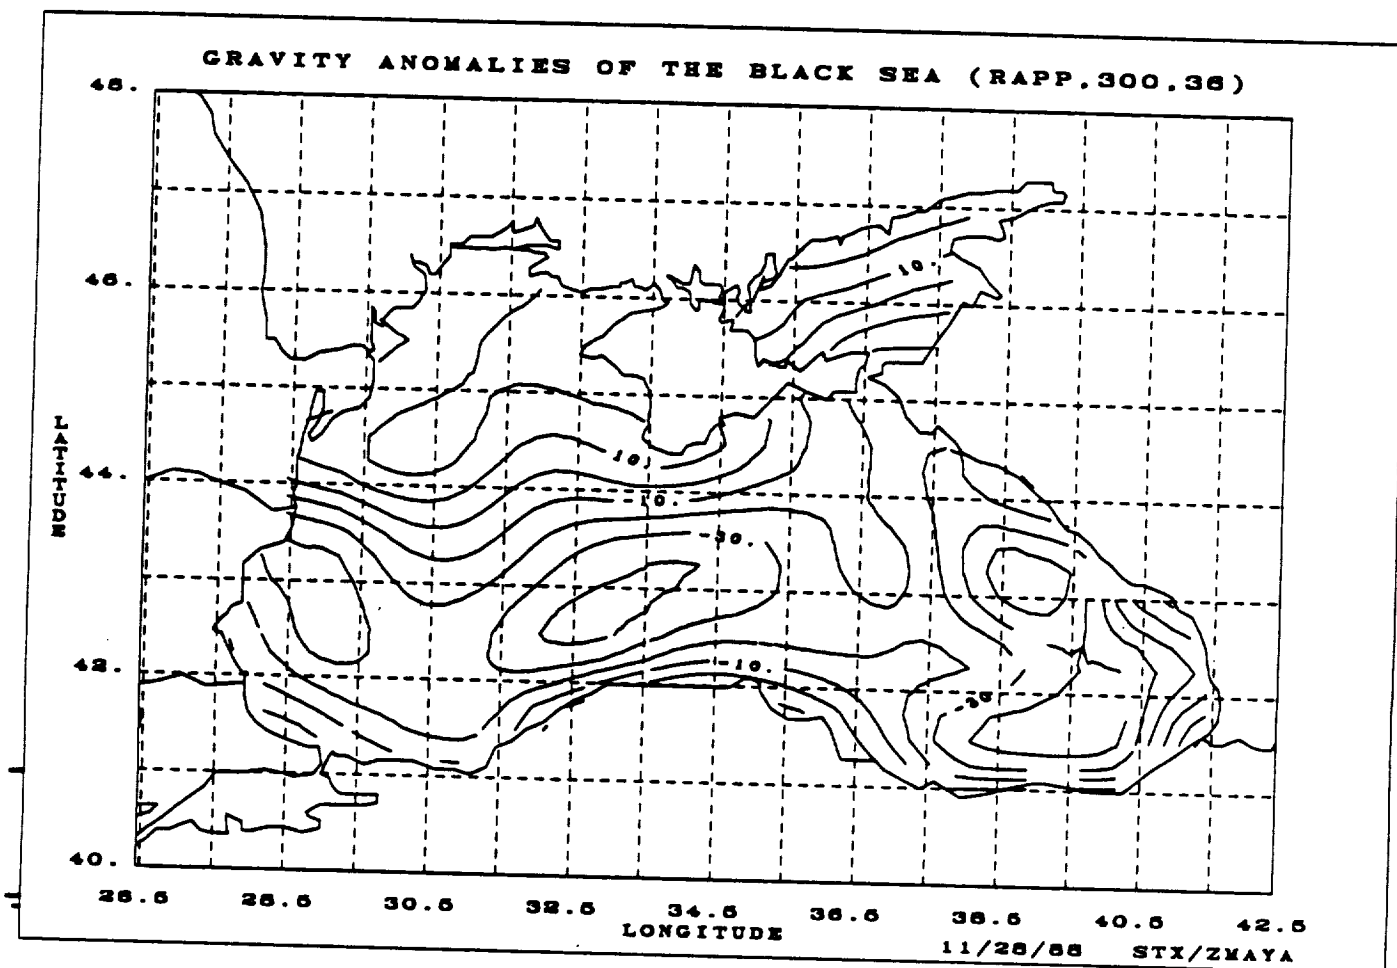 GRAVITY ANOMALIES OF THE BLACK SEA (RAPP,300,36)
48.
46.
44.
42.
40.
LATITUDE
10.
10.
-10.
-30.
-10.
-30
26.5 28.5 30.5 32.5 34.5 36.5 38.5 40.5 42.5
LONGITUDE
11/28/88 STX/ZMAYA